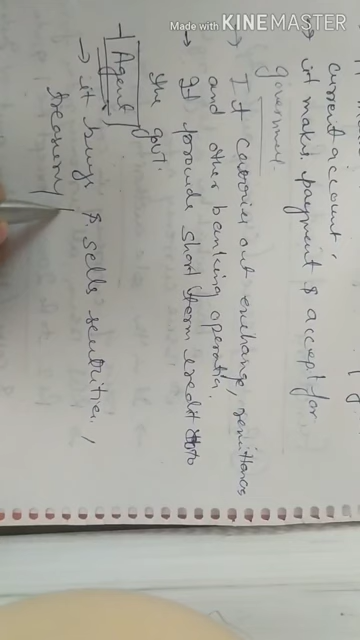 Made with KINEMASTER
current account.
→ it makes payment & accept for
government.
→ It carries out exchange, remittance
and other banking operation.
→ It provide short term credit to
the govt.
→ Agent
→ it buys & sells securities,
treasury